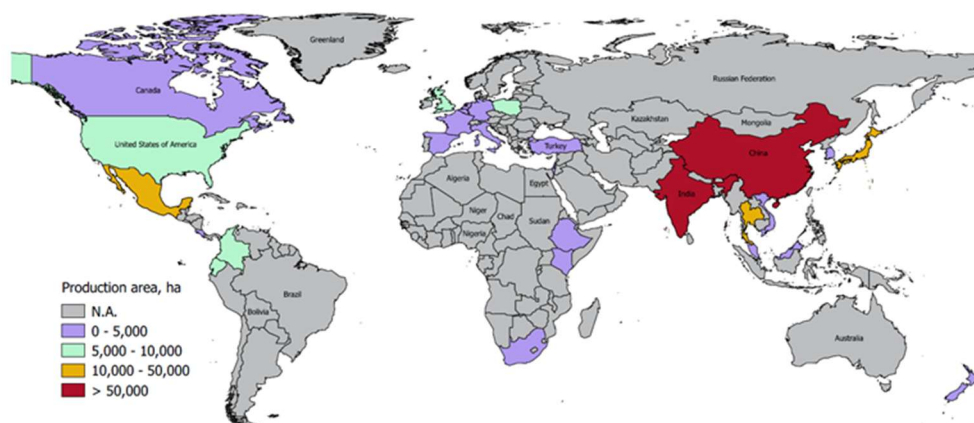 Greenland
Russian Federation
Canada
Kazakhstan
Mongolia
United States of America
Turkey
China
Algeria
Egypt
India
Niger
Chad
Sudan
Nigeria
Brazil
Bolivia
Australia
Production area, ha
N.A.
0 - 5,000
5,000 - 10,000
10,000 - 50,000
> 50,000